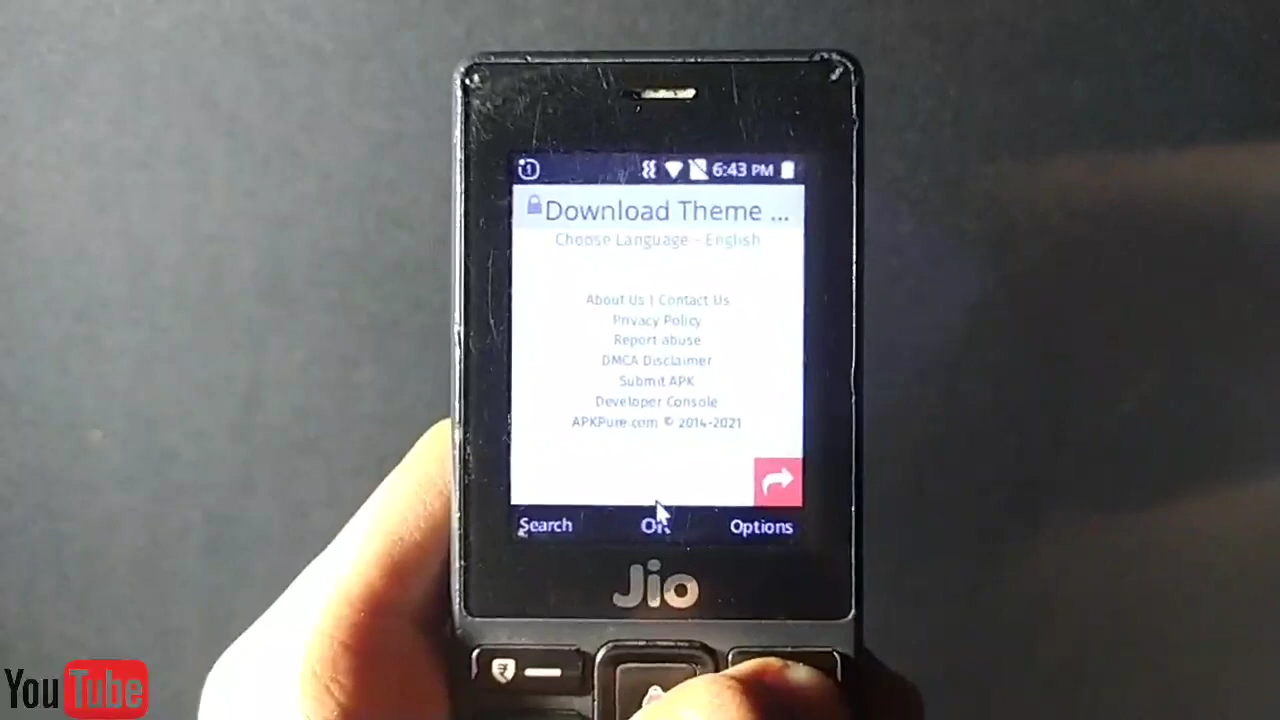 6:43 PM
Download Theme ...
Choose Language - English
About Us | Contact Us
Privacy Policy
Report abuse
DMCA Disclaimer
Submit APK
Developer Console
APKPure.com © 2014-2021
Search
OK
Options
Jio
YouTube